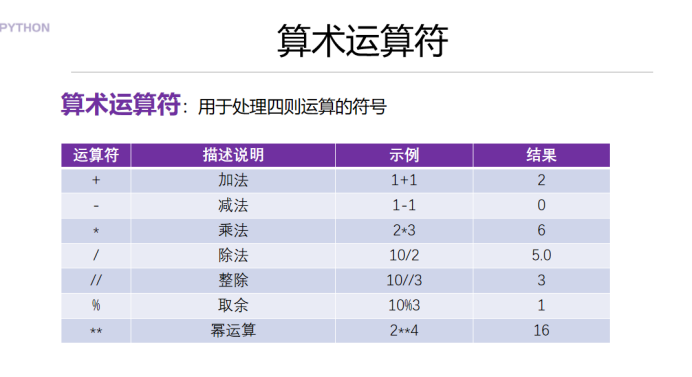 PYTHON
算术运算符
算术运算符：用于处理四则运算的符号
运算符 描述说明 示例 结果
+ 加法 1+1 2
- 减法 1-1 0
* 乘法 2*3 6
/ 除法 10/2 5.0
// 整除 10//3 3
% 取余 10%3 1
** 幂运算 2**4 16